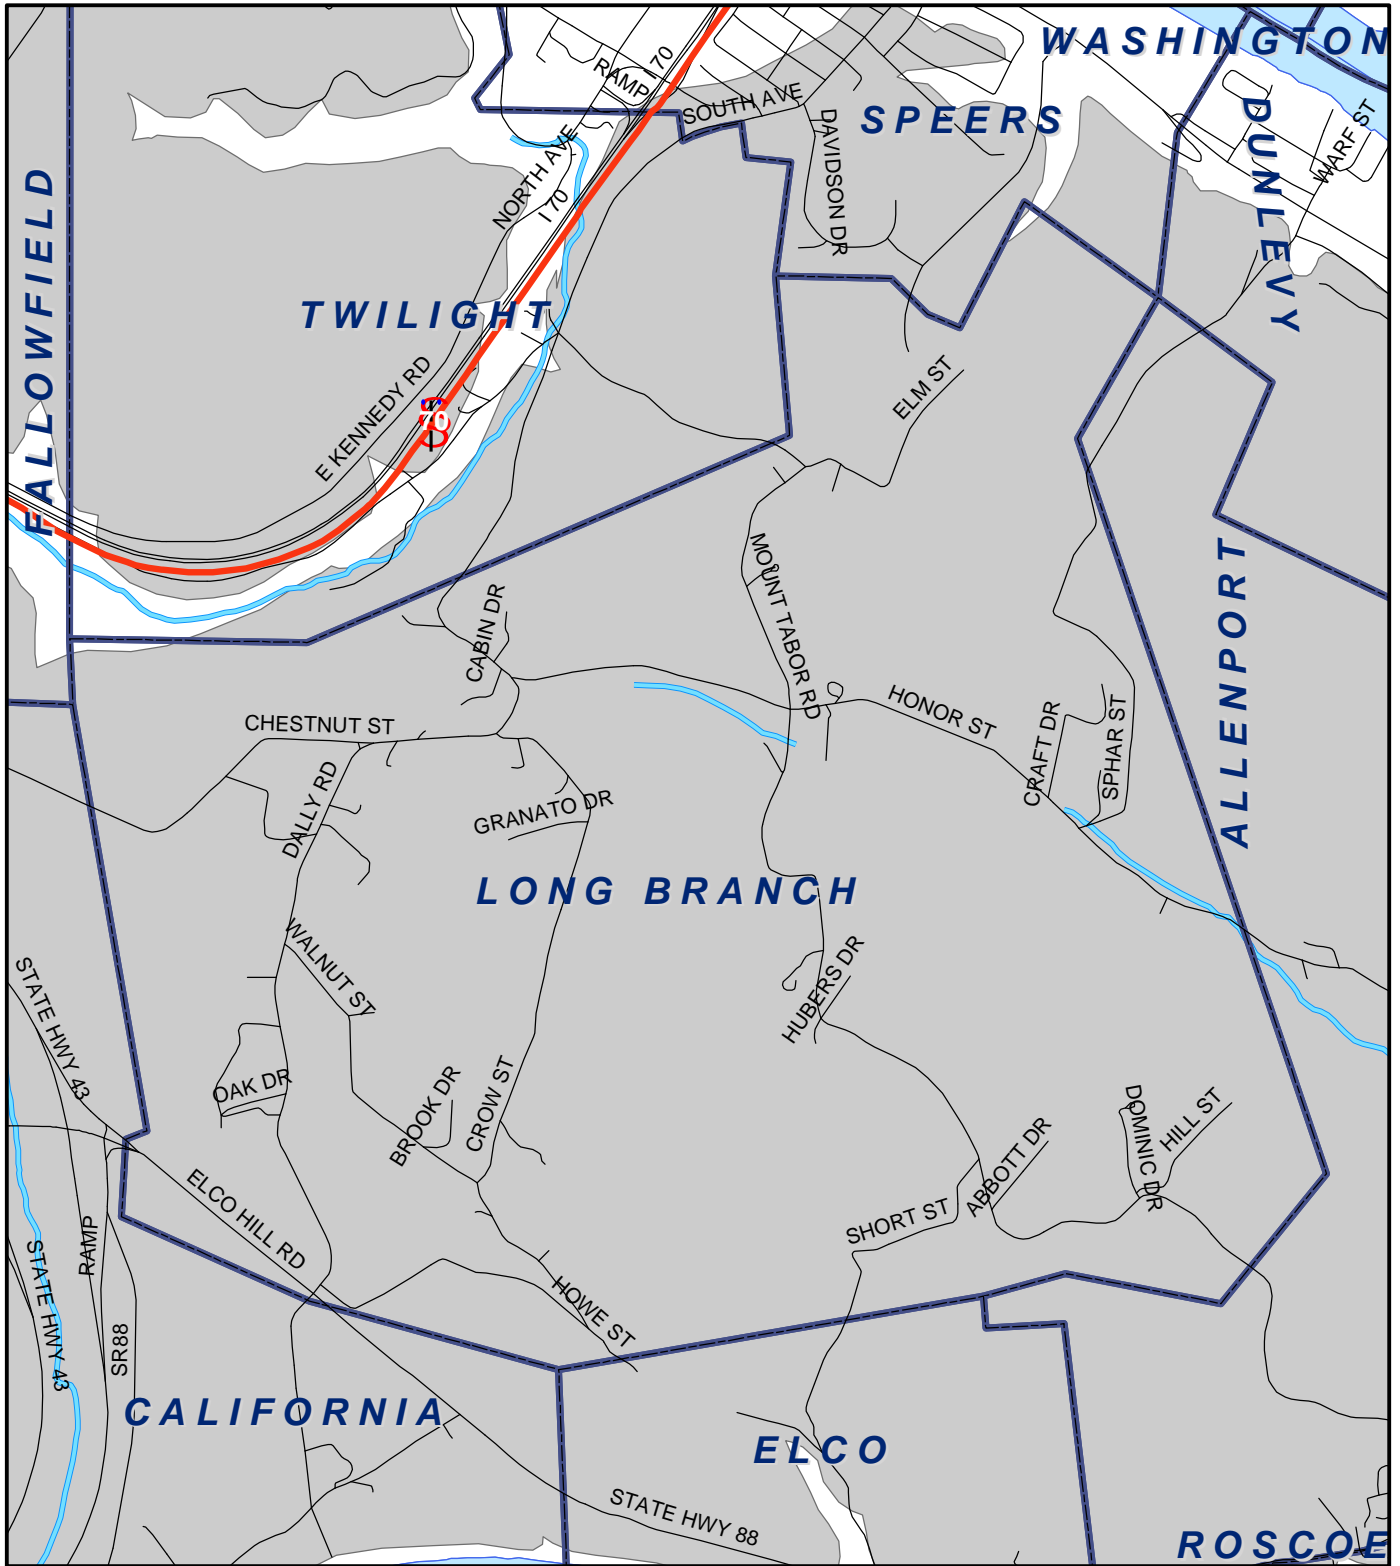 WASHINGTON
I 70
RAMP
SOUTH AVE
SPEERS
DUNLEVY
WARF ST
DAVIDSON DR
NORTH AVE
I 70
FALLOWFIELD
TWILIGHT
E KENNEDY RD
70
ELM ST
MOUNT TABOR RD
ALLENPORT
CABIN DR
CHESTNUT ST
HONOR ST
CRAFT DR
SPHAR ST
DALLY RD
GRANATO DR
LONG BRANCH
WALNUT ST
HUBERS DR
STATE HWY 43
OAK DR
BROOK DR
CROW ST
DOMINIC DR
HILL ST
ABBOTT DR
ELCO HILL RD
SHORT ST
RAMP
STATE HWY 43
SR88
HOWE ST
CALIFORNIA
ELCO
STATE HWY 88
ROSCOE